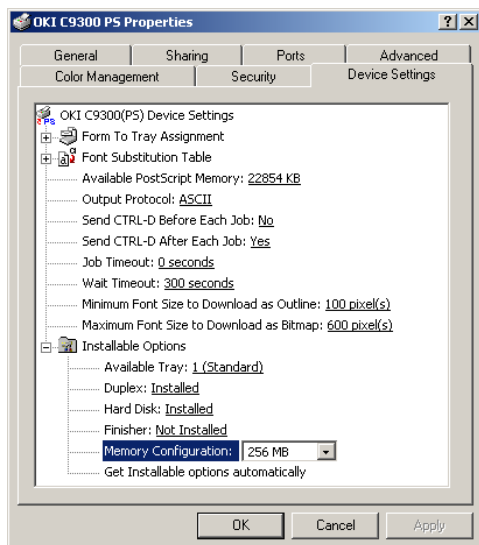 OKI C9300 PS Properties
General Sharing Ports Advanced
Color Management Security Device Settings
OKI C9300(PS) Device Settings
Form To Tray Assignment
Font Substitution Table
Available PostScript Memory: 22854 KB
Output Protocol: ASCII
Send CTRL-D Before Each Job: No
Send CTRL-D After Each Job: Yes
Job Timeout: 0 seconds
Wait Timeout: 300 seconds
Minimum Font Size to Download as Outline: 100 pixel(s)
Maximum Font Size to Download as Bitmap: 600 pixel(s)
Installable Options
Available Tray: 1 (Standard)
Duplex: Installed
Hard Disk: Installed
Finisher: Not Installed
Memory Configuration: 256 MB
Get Installable options automatically
OK Cancel Apply